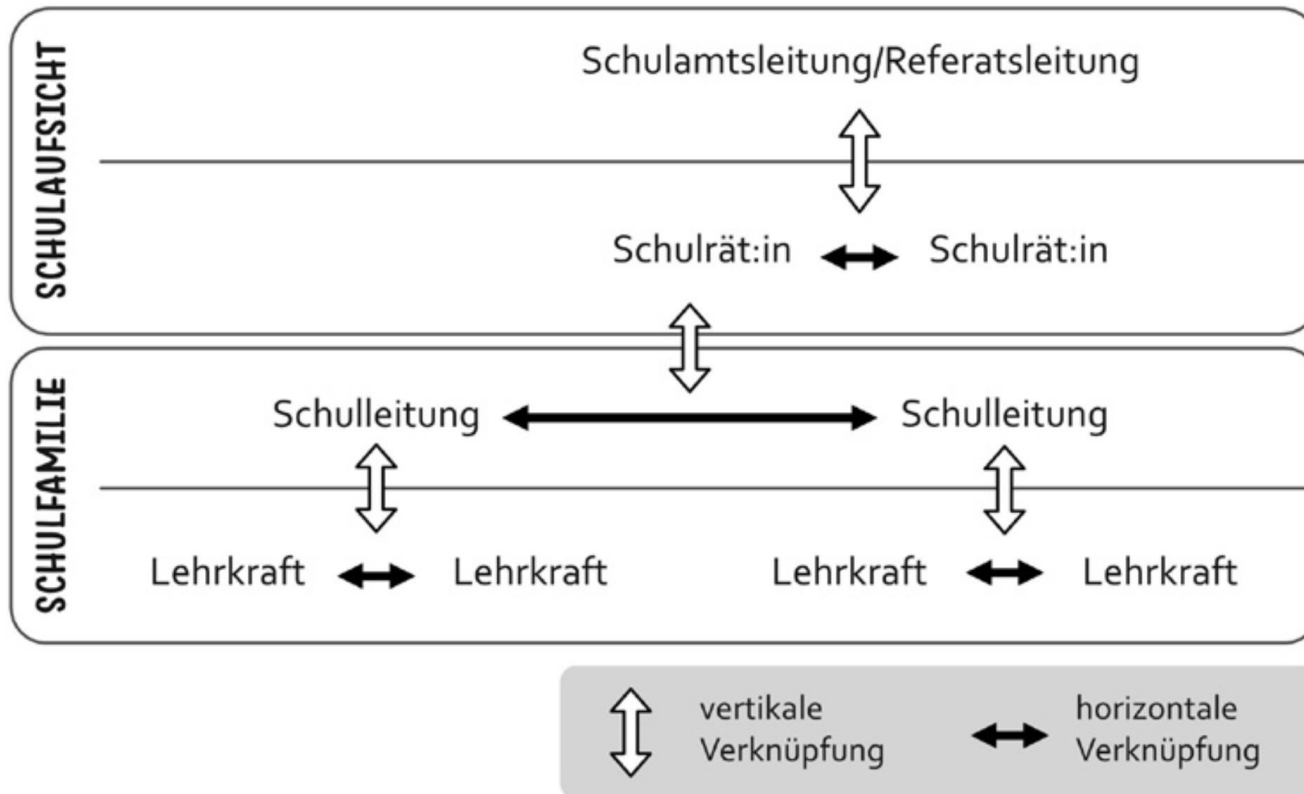 SCHULAUFSICHT
Schulamtsleitung/Referatsleitung
Schulrät:in Schulrät:in
SCHULFAMILIE
Schulleitung Schulleitung
Lehrkraft Lehrkraft Lehrkraft Lehrkraft
vertikale
Verknüpfung
horizontale
Verknüpfung